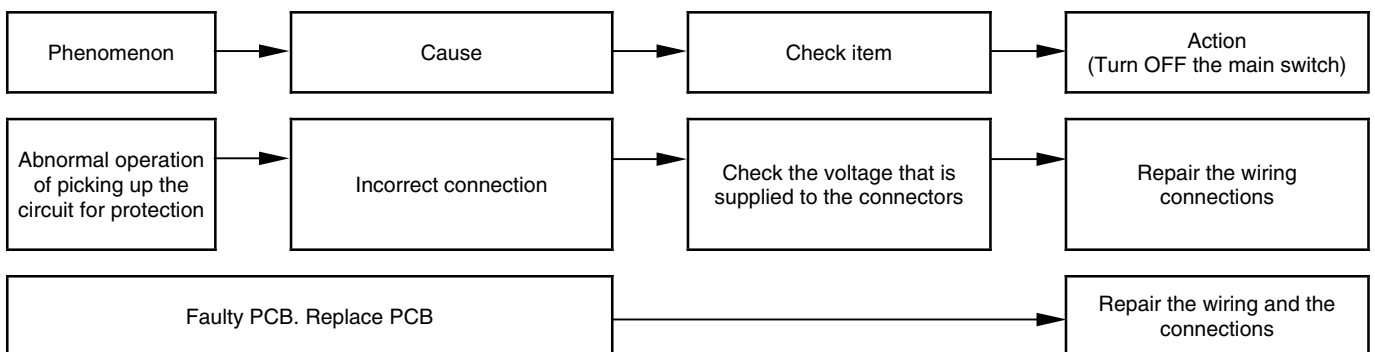 Phenomenon
Cause
Check item
Action
(Turn OFF the main switch)
Abnormal operation
of picking up the
circuit for protection
Incorrect connection
Check the voltage that is
supplied to the connectors
Repair the wiring
connections
Faulty PCB. Replace PCB
Repair the wiring and the
connections